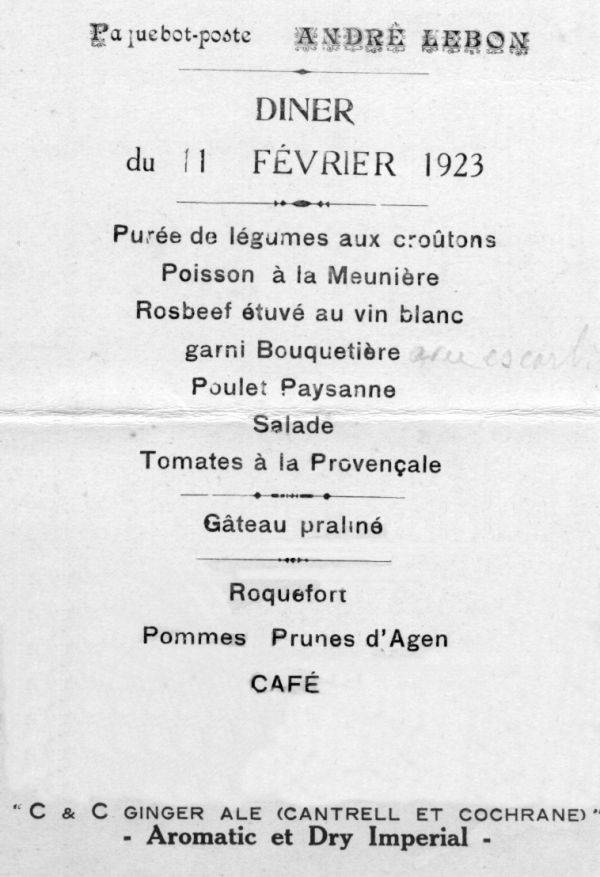 Paquebot-poste ANDRÉ LEBON
DINER
du 11 FÉVRIER 1923
Purée de légumes aux croûtons
Poisson à la Meunière
Rosbeef étuvé au vin blanc
garni Bouquetière
Poulet Paysanne
Salade
Tomates à la Provençale
Gâteau praliné
Roquefort
Pommes Prunes d'Agen
CAFÉ
" C & C GINGER ALE (CANTRELL ET COCHRANE) "
- Aromatic et Dry Imperial -